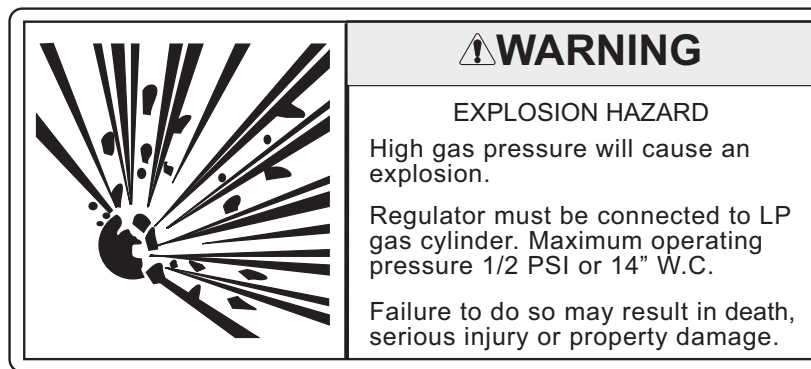 ⚠WARNING
EXPLOSION HAZARD
High gas pressure will cause an
explosion.
Regulator must be connected to LP
gas cylinder. Maximum operating
pressure 1/2 PSI or 14” W.C.
Failure to do so may result in death,
serious injury or property damage.